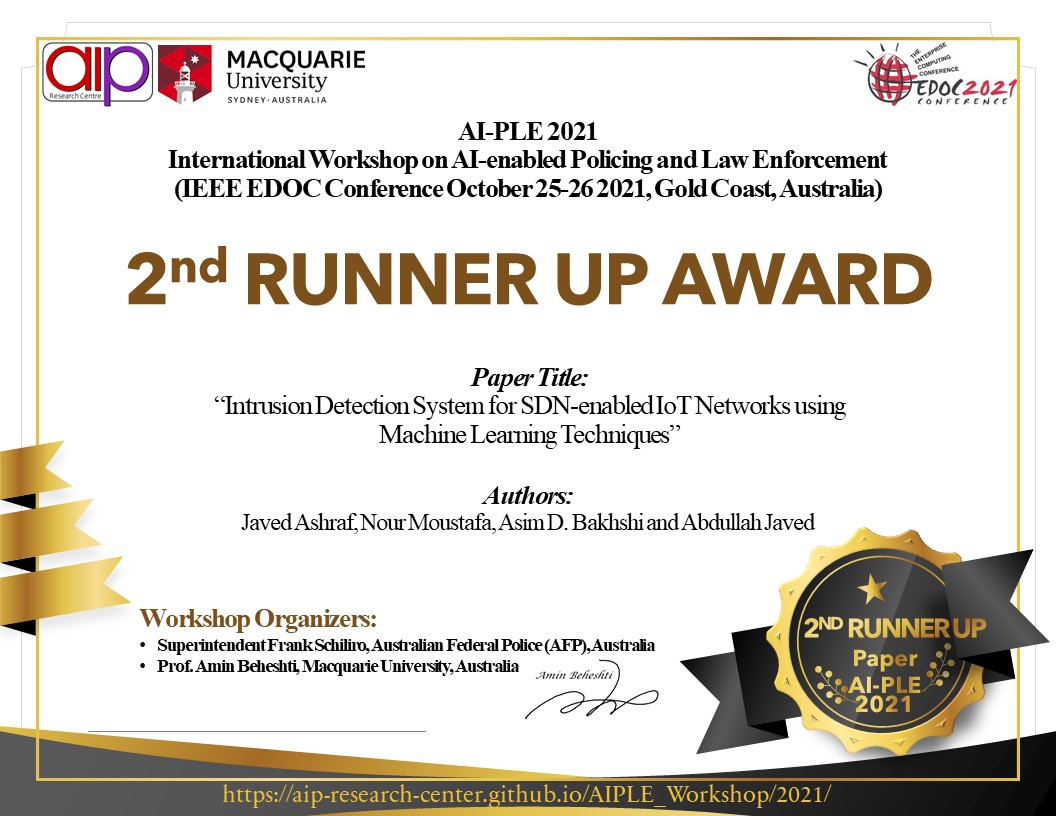 aip
Research Centre
MACQUARIE
University
SYDNEY·AUSTRALIA
THE
ENTERPRISE
COMPUTING
CONFERENCE
EDOC2021
CONFERENCE
AI-PLE 2021
International Workshop on AI-enabled Policing and Law Enforcement
(IEEE EDOC Conference October 25-26 2021, Gold Coast, Australia)
2nd RUNNER UP AWARD
Paper Title:
“Intrusion Detection System for SDN-enabled IoT Networks using
Machine Learning Techniques”
Authors:
Javed Ashraf, Nour Moustafa, Asim D. Bakhshi and Abdullah Javed
Workshop Organizers:
• Superintendent Frank Schiliro, Australian Federal Police (AFP), Australia
• Prof. Amin Beheshti, Macquarie University, Australia
Amin Beheshti
2ND RUNNER UP
Paper
AI-PLE
2021
https://aip-research-center.github.io/AIPLE_Workshop/2021/